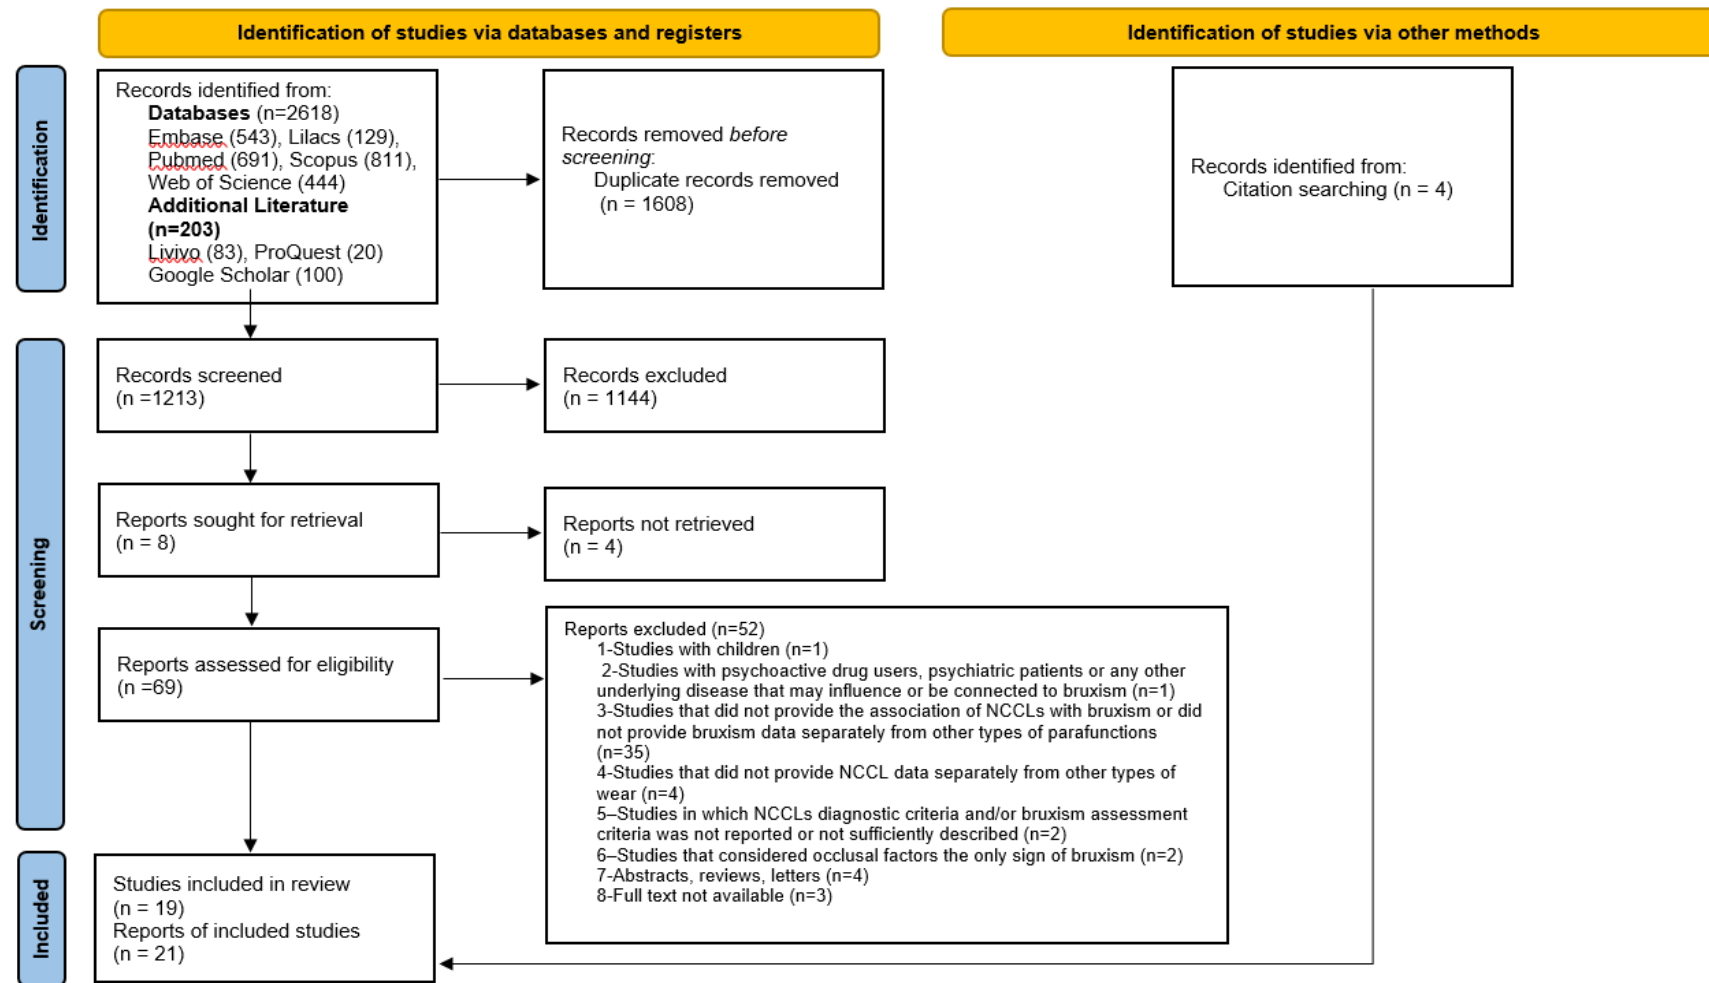 Identification of studies via databases and registers
Identification of studies via other methods
Identification
Records identified from:
Databases (n=2618)
Embase (543), Lilacs (129),
Pubmed (691), Scopus (811),
Web of Science (444)
Additional Literature
(n=203)
Livivo (83), ProQuest (20)
Google Scholar (100)
Records removed before
screening:
Duplicate records removed
(n = 1608)
Records identified from:
Citation searching (n = 4)
Screening
Records screened
(n =1213)
Records excluded
(n = 1144)
Reports sought for retrieval
(n = 8)
Reports not retrieved
(n = 4)
Reports assessed for eligibility
(n =69)
Reports excluded (n=52)
1-Studies with children (n=1)
2-Studies with psychoactive drug users, psychiatric patients or any other
underlying disease that may influence or be connected to bruxism (n=1)
3-Studies that did not provide the association of NCCLs with bruxism or did
not provide bruxism data separately from other types of parafunctions
(n=35)
4-Studies that did not provide NCCL data separately from other types of
wear (n=4)
5–Studies in which NCCLs diagnostic criteria and/or bruxism assessment
criteria was not reported or not sufficiently described (n=2)
6–Studies that considered occlusal factors the only sign of bruxism (n=2)
7-Abstracts, reviews, letters (n=4)
8-Full text not available (n=3)
Included
Studies included in review
(n = 19)
Reports of included studies
(n = 21)